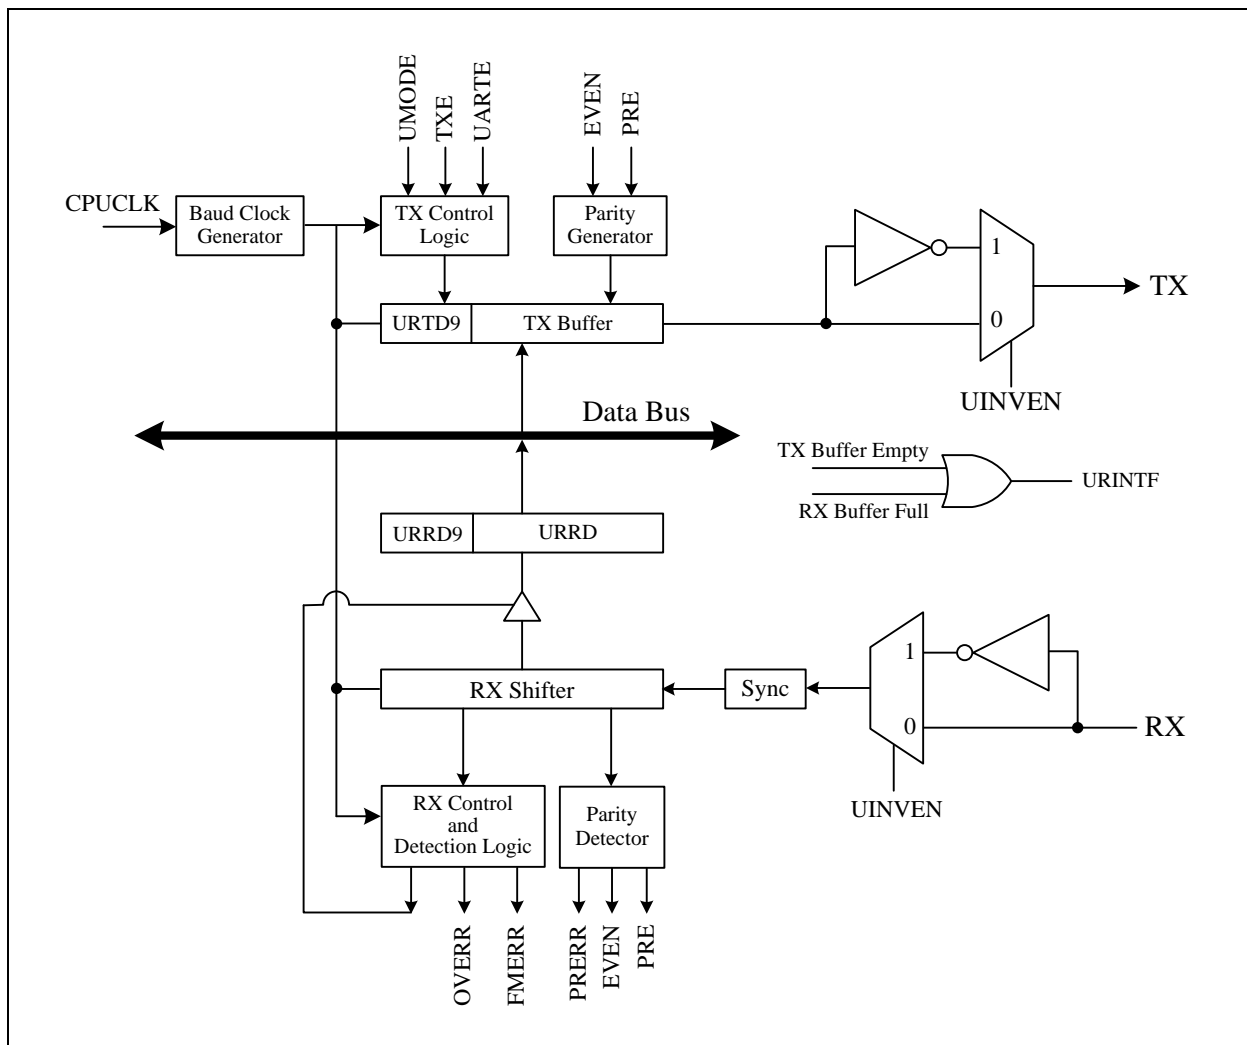 UMODE
TXE
UARTE
EVEN
PRE
CPUCLK
Baud Clock
Generator
TX Control
Logic
Parity
Generator
1
0
TX
URTD9
TX Buffer
UINVEN
Data Bus
TX Buffer Empty
RX Buffer Full
URINTF
URRD9
URRD
RX Shifter
Sync
1
0
RX
UINVEN
RX Control
and
Detection Logic
Parity
Detector
OVERR
FMERR
PRERR
EVEN
PRE